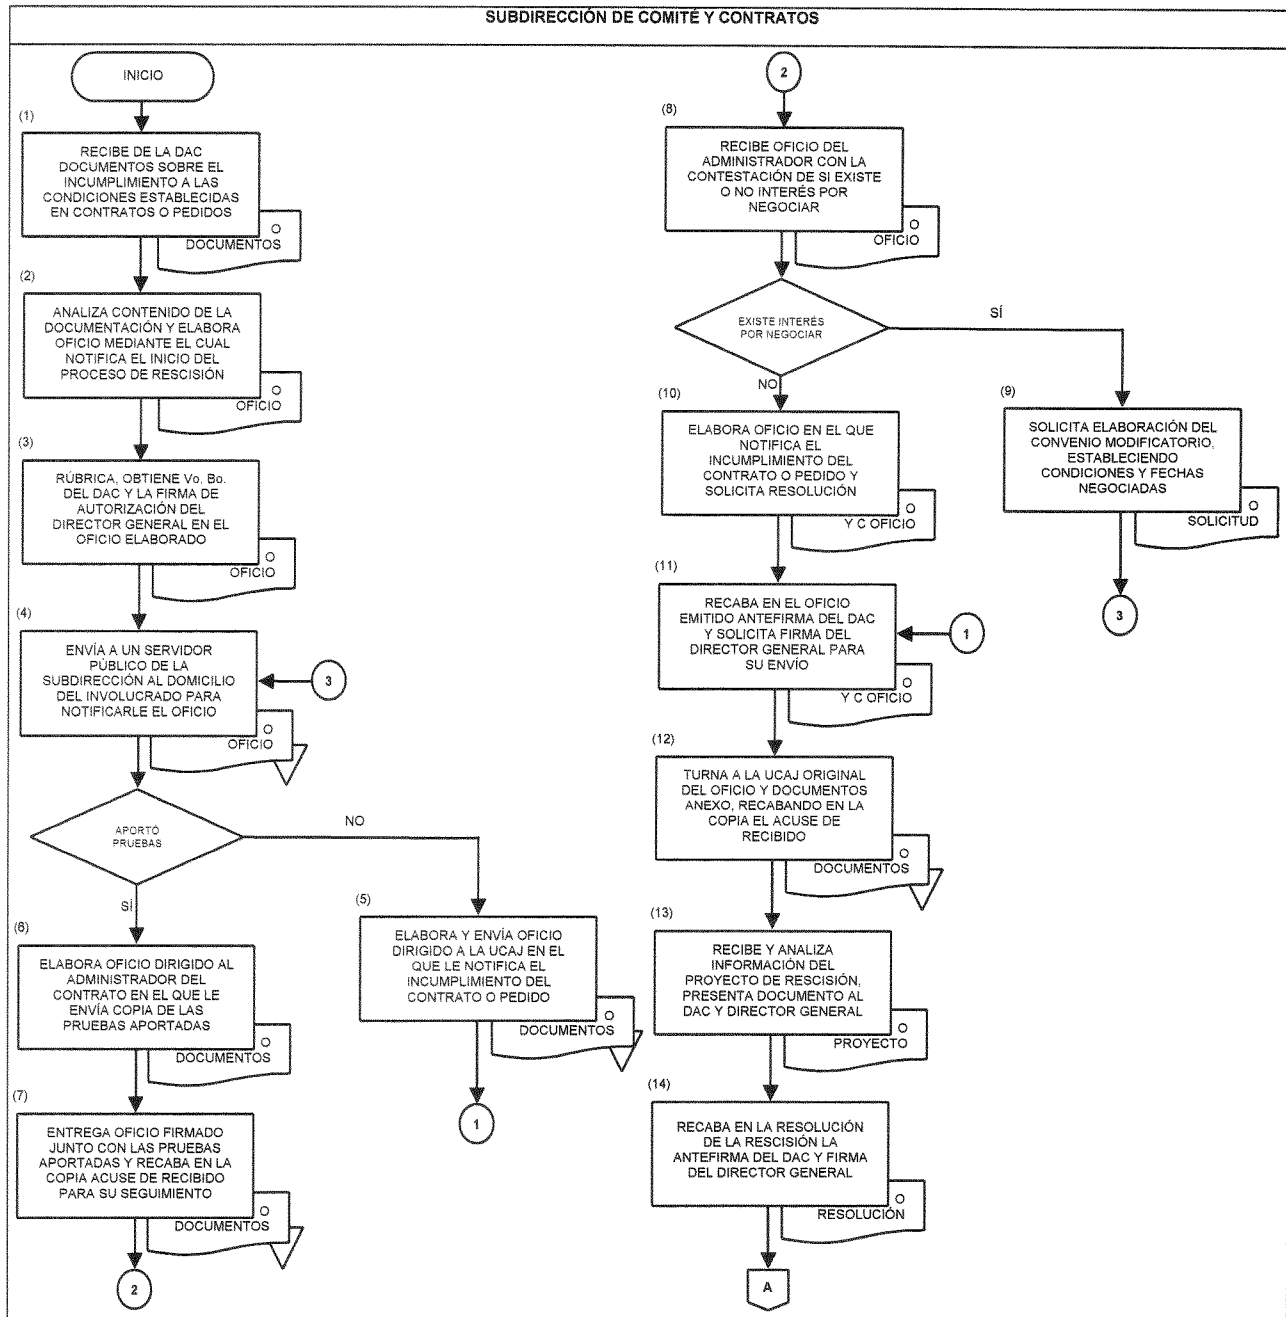 SUBDIRECCIÓN DE COMITÉ Y CONTRATOS
INICIO
(1)
RECIBE DE LA DAC
DOCUMENTOS SOBRE EL
INCUMPLIMIENTO A LAS
CONDICIONES ESTABLECIDAS
EN CONTRATOS O PEDIDOS
O
DOCUMENTOS
(2)
ANALIZA CONTENIDO DE LA
DOCUMENTACIÓN Y ELABORA
OFICIO MEDIANTE EL CUAL
NOTIFICA EL INICIO DEL
PROCESO DE RESCISIÓN
O
OFICIO
(3)
RÚBRICA, OBTIENE Vo. Bo.
DEL DAC Y LA FIRMA DE
AUTORIZACIÓN DEL
DIRECTOR GENERAL EN EL
OFICIO ELABORADO
O
OFICIO
(4)
ENVÍA A UN SERVIDOR
PÚBLICO DE LA
SUBDIRECCIÓN AL DOMICILIO
DEL INVOLUCRADO PARA
NOTIFICARLE EL OFICIO
3
O
OFICIO
APORTÓ
PRUEBAS
NO
SÍ
(5)
ELABORA Y ENVÍA OFICIO
DIRIGIDO A LA UCAJ EN EL
QUE LE NOTIFICA EL
INCUMPLIMIENTO DEL
CONTRATO O PEDIDO
O
DOCUMENTOS
1
(6)
ELABORA OFICIO DIRIGIDO AL
ADMINISTRADOR DEL
CONTRATO EN EL QUE LE
ENVÍA COPIA DE LAS
PRUEBAS APORTADAS
O
DOCUMENTOS
(7)
ENTREGA OFICIO FIRMADO
JUNTO CON LAS PRUEBAS
APORTADAS Y RECABA EN LA
COPIA ACUSE DE RECIBIDO
PARA SU SEGUIMIENTO
O
DOCUMENTOS
2
2
(8)
RECIBE OFICIO DEL
ADMINISTRADOR CON LA
CONTESTACIÓN DE SI EXISTE
O NO INTERÉS POR
NEGOCIAR
O
OFICIO
EXISTE INTERÉS
POR NEGOCIAR
SÍ
NO
(9)
SOLICITA ELABORACIÓN DEL
CONVENIO MODIFICATORIO,
ESTABLECIENDO
CONDICIONES Y FECHAS
NEGOCIADAS
O
SOLICITUD
3
(10)
ELABORA OFICIO EN EL QUE
NOTIFICA EL
INCUMPLIMIENTO DEL
CONTRATO O PEDIDO Y
SOLICITA RESOLUCIÓN
O
Y C OFICIO
(11)
RECABA EN EL OFICIO
EMITIDO ANTEFIRMA DEL DAC
Y SOLICITA FIRMA DEL
DIRECTOR GENERAL PARA
SU ENVÍO
1
O
Y C OFICIO
(12)
TURNA A LA UCAJ ORIGINAL
DEL OFICIO Y DOCUMENTOS
ANEXO, RECABANDO EN LA
COPIA EL ACUSE DE
RECIBIDO
O
DOCUMENTOS
(13)
RECIBE Y ANALIZA
INFORMACIÓN DEL
PROYECTO DE RESCISIÓN,
PRESENTA DOCUMENTO AL
DAC Y DIRECTOR GENERAL
O
PROYECTO
(14)
RECABA EN LA RESOLUCIÓN
DE LA RESCISIÓN LA
ANTEFIRMA DEL DAC Y FIRMA
DEL DIRECTOR GENERAL
O
RESOLUCIÓN
A